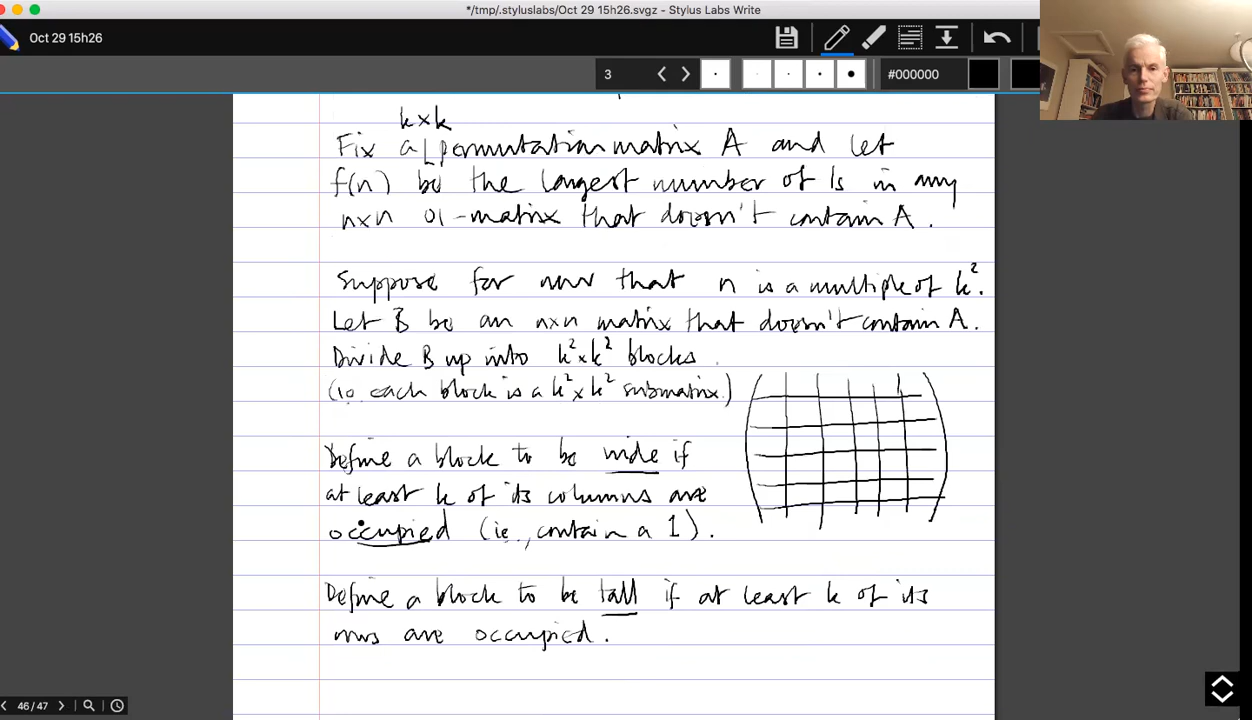 */tmp/.styluslabs/Oct 29 15h26.svgz - Stylus Labs Write
Oct 29 15h26
3
#000000
k×k
Fix a permutation matrix A and let
f(n) be the largest number of 1s in any
n×n 01-matrix that doesn't contain A.
Suppose for now that n is a multiple of k².
Let B be an n×n matrix that doesn't contain A.
Divide B up into k²×k² blocks.
(ie. each block is a k²×k² submatrix.)
Define a block to be wide if
at least k of its columns are
occupied (ie., contain a 1).
Define a block to be tall if at least k of its
rows are occupied.
46/47